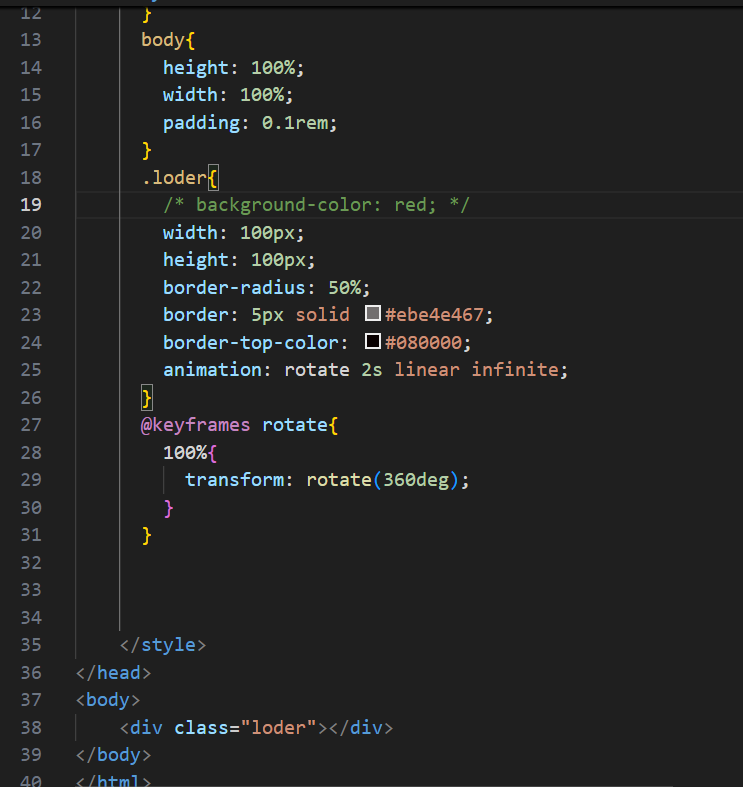 12 }
13 body{
14 height: 100%;
15 width: 100%;
16 padding: 0.1rem;
17 }
18 .loder{
19 /* background-color: red; */
20 width: 100px;
21 height: 100px;
22 border-radius: 50%;
23 border: 5px solid #ebe4e467;
24 border-top-color: #080000;
25 animation: rotate 2s linear infinite;
26 }
27 @keyframes rotate{
28 100%{
29 transform: rotate(360deg);
30 }
31 }
32
33
34
35 </style>
36 </head>
37 <body>
38 <div class="loder"></div>
39 </body>
40 </html>